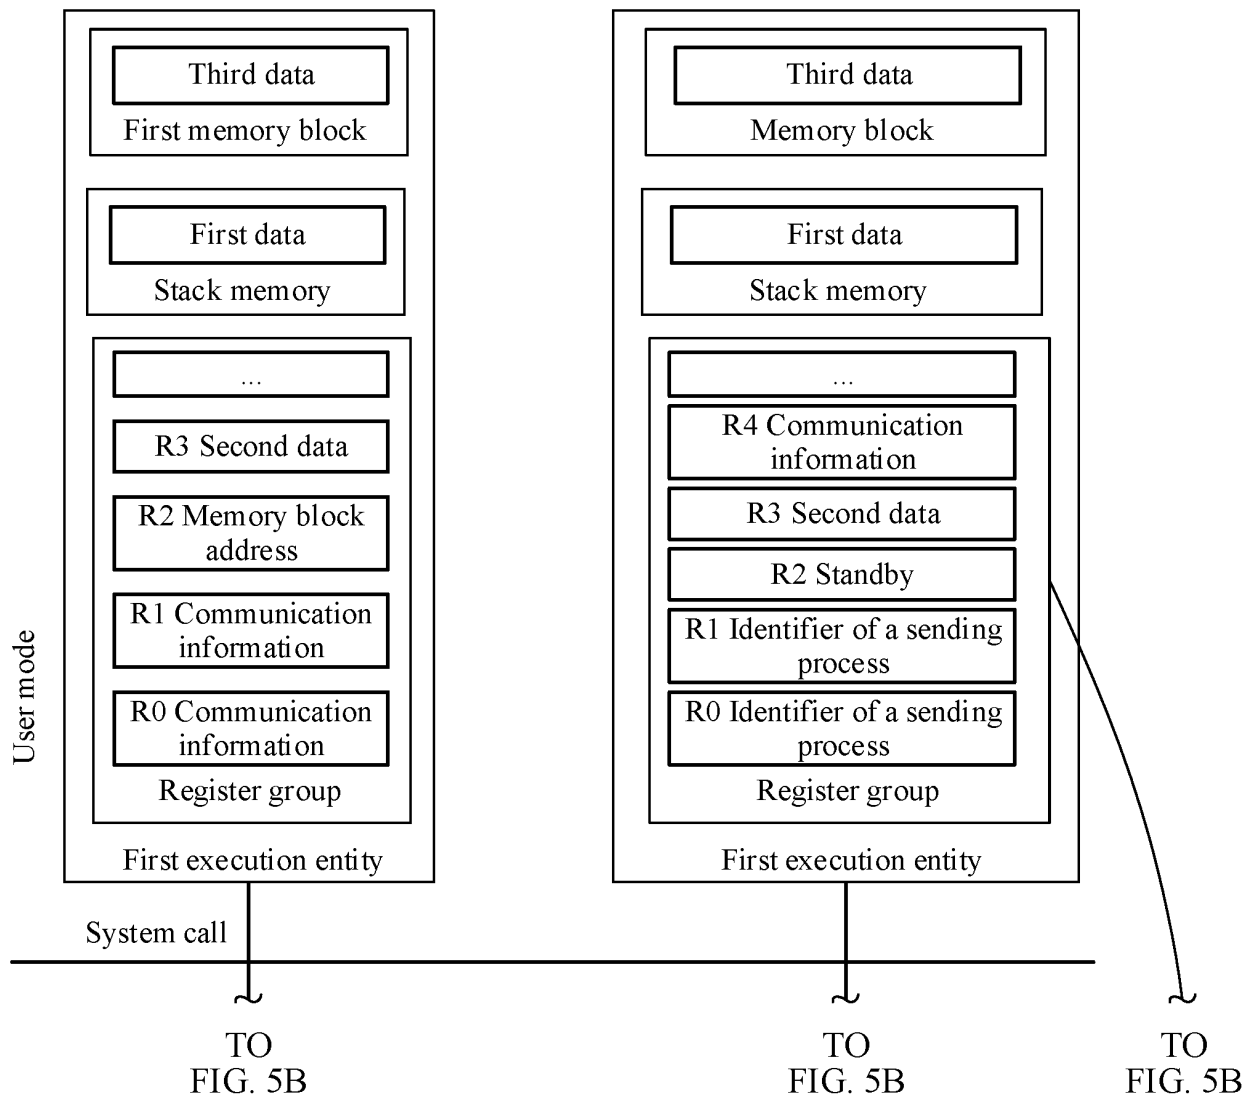 Third data
First memory block
First data
Stack memory
...
R3 Second data
R2 Memory block
address
R1 Communication
information
R0 Communication
information
Register group
First execution entity
Third data
Memory block
First data
Stack memory
...
R4 Communication
information
R3 Second data
R2 Standby
R1 Identifier of a sending
process
R0 Identifier of a sending
process
Register group
First execution entity
User mode
System call
TO
FIG. 5B
TO
FIG. 5B
TO
FIG. 5B